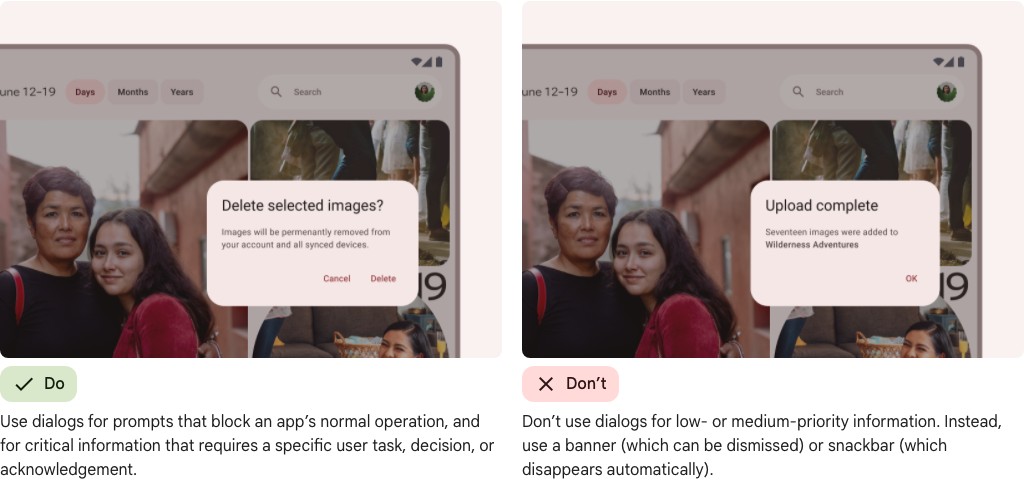 une 12–19
Days
Months
Years
Search
Delete selected images?
Images will be permenantly removed from
your account and all synced devices.
Cancel
Delete
19
Do
Use dialogs for prompts that block an app’s normal operation, and
for critical information that requires a specific user task, decision, or
acknowledgement.
une 12–19
Days
Months
Years
Search
Upload complete
Seventeen images were added to
Wilderness Adventures
OK
19
Don’t
Don’t use dialogs for low- or medium-priority information. Instead,
use a banner (which can be dismissed) or snackbar (which
disappears automatically).